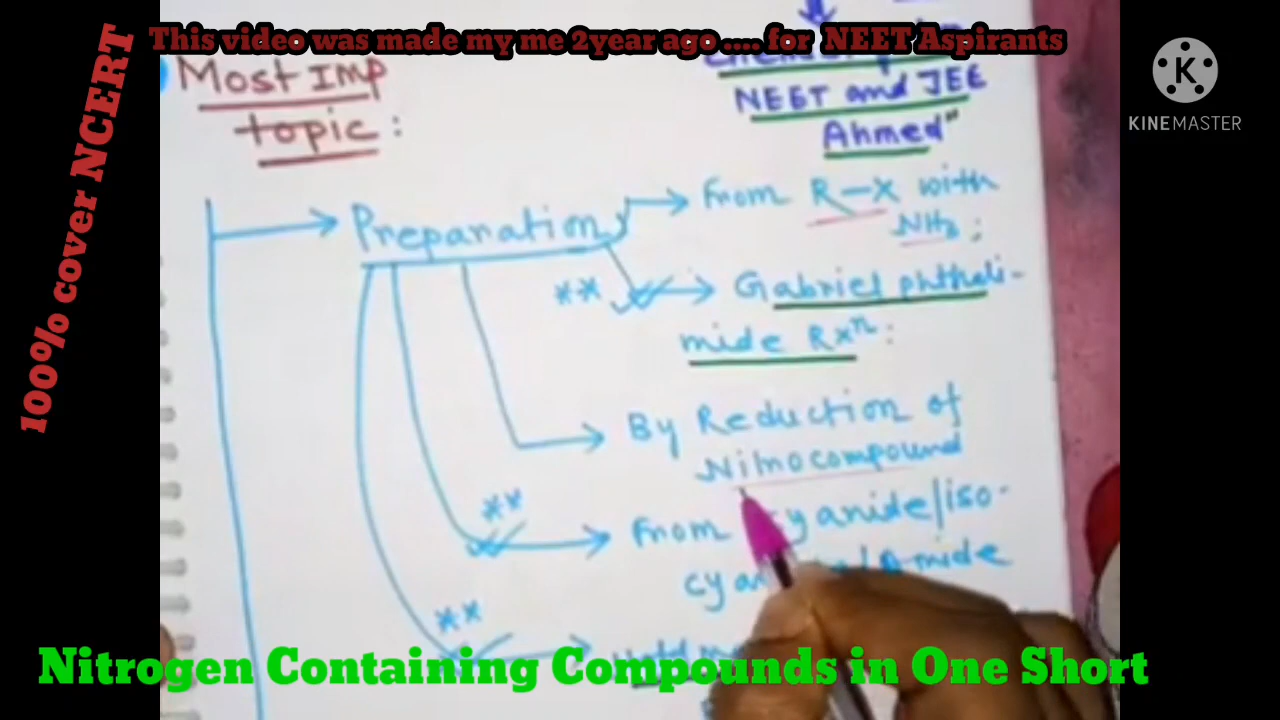 This video was made my me 2year ago .... for NEET Aspirants
100% cover NCERT
KINEMASTER
Most Imp
topic:
NEET and JEE
Ahmed"
Preparation
From R-X with
NH3;
** Gabriel phthali-
mide Rxn:
By Reduction of
Nitrocompound
** From cyanide/iso-
**
Nitrogen Containing Compounds in One Short